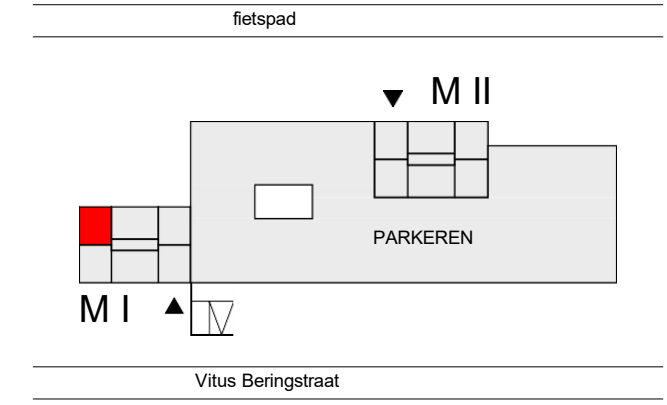 fietspad
M II
PARKEREN
M I
Vitus Beringstraat